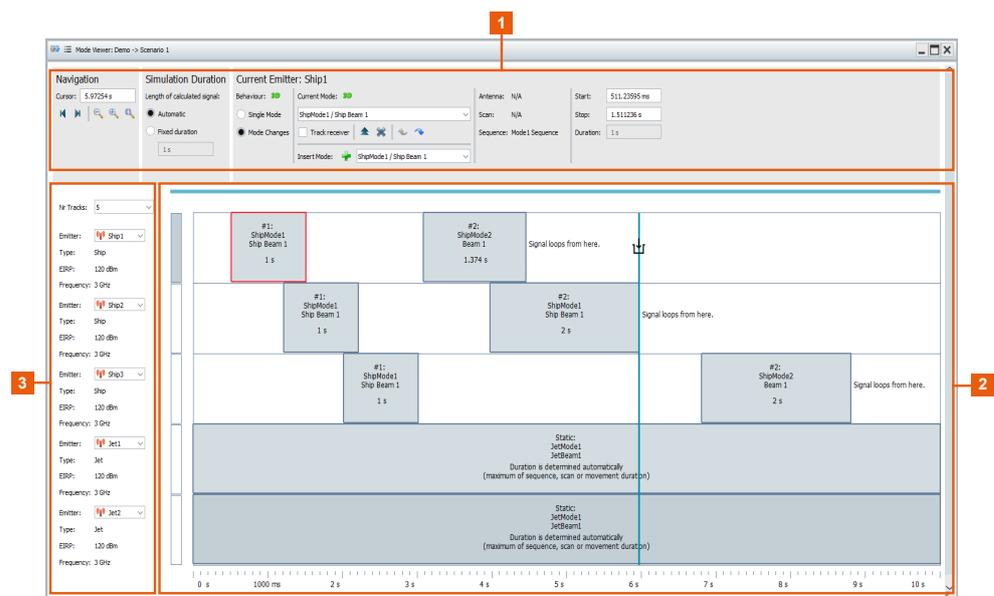 1
Mode Viewer: Demo -> Scenario 1
Navigation
Cursor: 5.97254 s
Simulation Duration
Length of calculated signal:
Automatic
Fixed duration
1 s
Current Emitter: Ship1
Behaviour: 3D
Single Mode
Mode Changes
Current Mode: 3D
ShipMode1 / Ship Beam 1
Track receiver
Insert Mode: ShipMode1 / Ship Beam 1
Antenna: N/A
Scan: N/A
Sequence: Mode1 Sequence
Start: 511.23595 ms
Stop: 1.511236 s
Duration: 1 s
3
2
Nr Tracks: 5
Emitter: Ship1
Type: Ship
EIRP: 120 dBm
Frequency: 3 GHz
Emitter: Ship2
Type: Ship
EIRP: 120 dBm
Frequency: 3 GHz
Emitter: Ship3
Type: Ship
EIRP: 120 dBm
Frequency: 3 GHz
Emitter: Jet1
Type: Jet
EIRP: 120 dBm
Frequency: 3 GHz
Emitter: Jet2
Type: Jet
EIRP: 120 dBm
Frequency: 3 GHz
#1:
ShipMode1
Ship Beam 1
1 s
#2:
ShipMode2
Beam 1
1.374 s
Signal loops from here.
#1:
ShipMode1
Ship Beam 1
1 s
#2:
ShipMode1
Ship Beam 1
2 s
Signal loops from here.
#1:
ShipMode1
Ship Beam 1
1 s
#2:
ShipMode2
Beam 1
2 s
Signal loops from here.
Static:
JetMode1
JetBeam1
Duration is determined automatically
(maximum of sequence, scan or movement duration)
Static:
JetMode1
JetBeam1
Duration is determined automatically
(maximum of sequence, scan or movement duration)
0 s 1000 ms 2 s 3 s 4 s 5 s 6 s 7 s 8 s 9 s 10 s